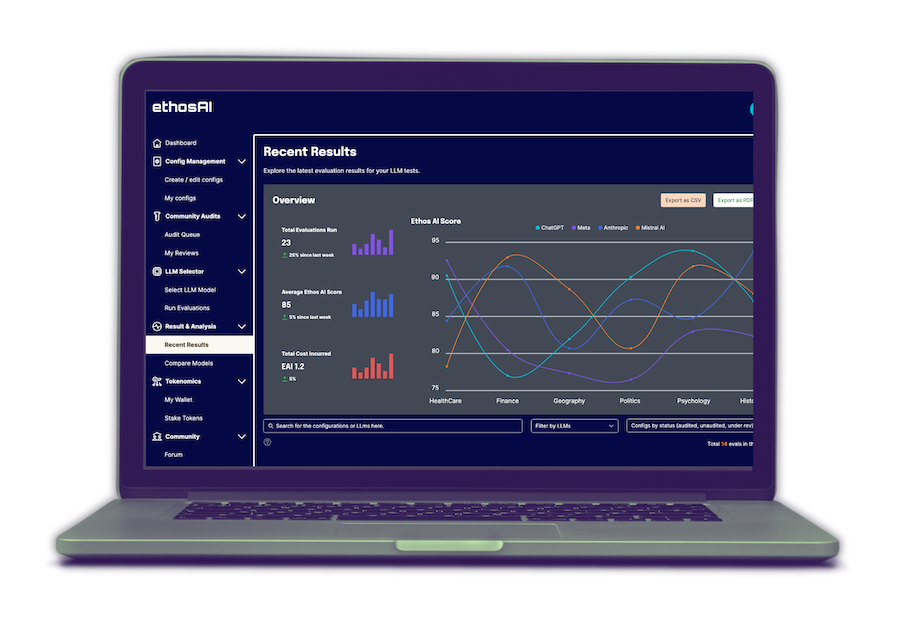 ethosAI
Dashboard
Config Management
Create / edit configs
My configs
Community Audits
Audit Queue
My Reviews
LLM Selector
Select LLM Model
Run Evaluations
Result & Analysis
Recent Results
Compare Models
Tokenomics
My Wallet
Stake Tokens
Community
Forum
Recent Results
Explore the latest evaluation results for your LLM tests.
Overview
Export as CSV
Export as PDF
Total Evaluations Run
23
25% since last week
Average Ethos AI Score
85
5% since last week
Total Cost incurred
EAI 1.2
5%
Ethos AI Score
ChatGPT Meta Anthropic Mistral AI
95
90
85
80
75
HealthCare Finance Geography Politics Psychology Histo
Search for the configurations or LLms here.
Filter by LLMs
Configs by status (audited, unaudited, under rev
Total 14 evals in th